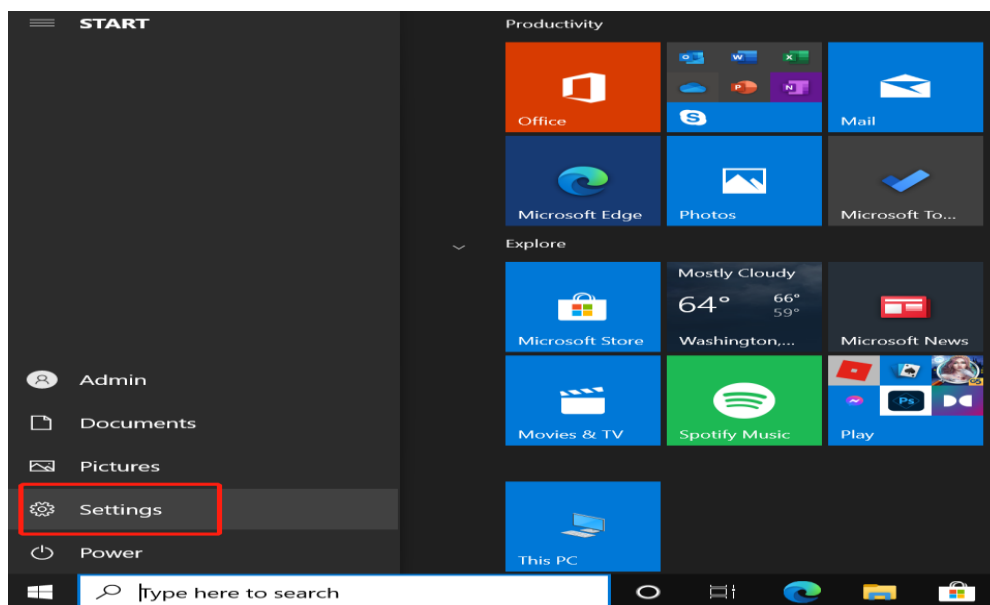 START
Admin
Documents
Pictures
Settings
Power
Productivity
Office
Mail
Microsoft Edge
Photos
Microsoft To...
Explore
Microsoft Store
Mostly Cloudy
64°
66°
59°
Washington,...
Microsoft News
Movies & TV
Spotify Music
Ps
Play
This PC
Type here to search